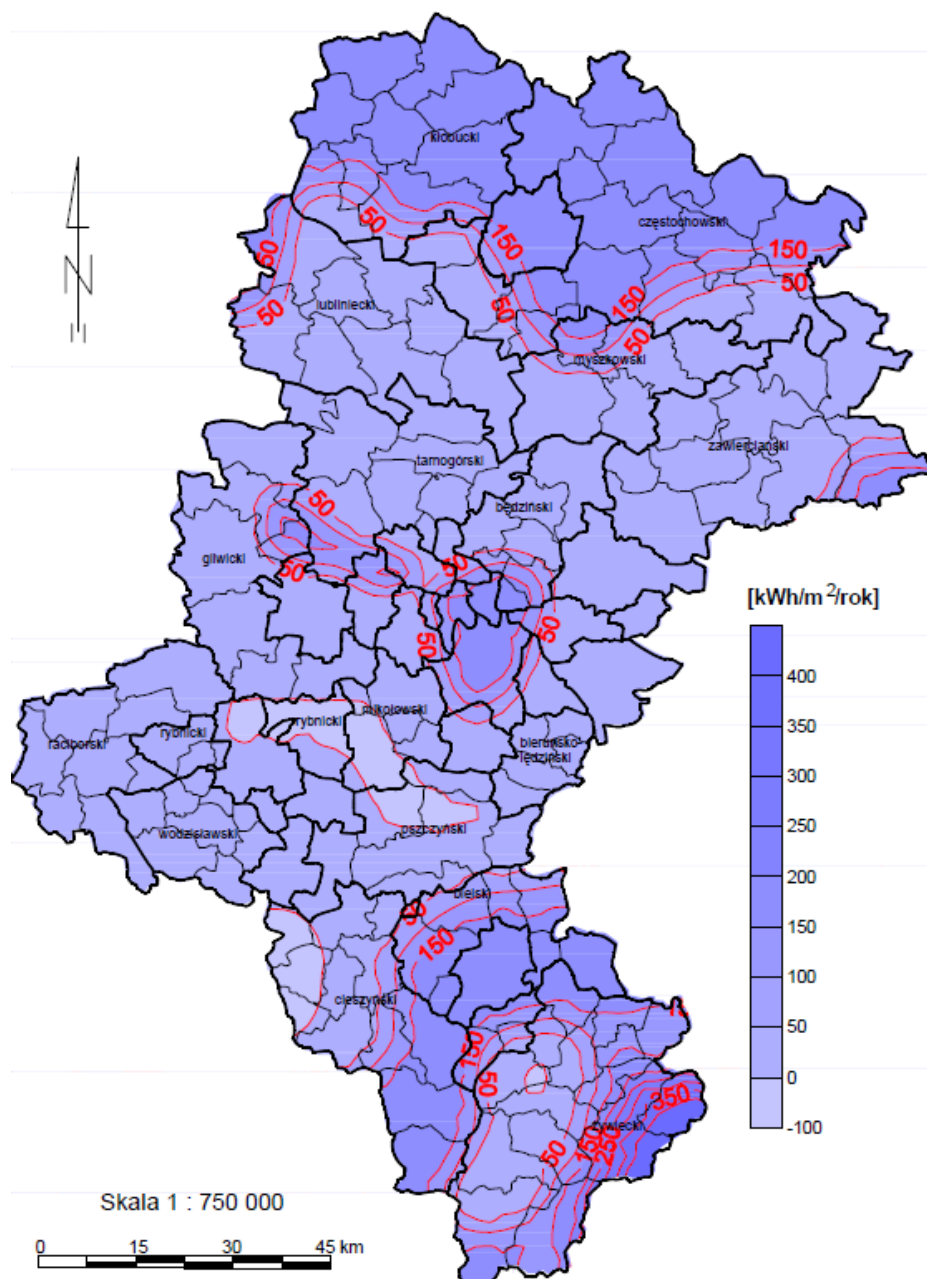 kłobucki
50
150
częstochowski
150
50
50
50
lubliniecki
50
50
myszkowski
zawierciański
tarnogórski
50
będziński
gliwicki
50
50
50
50
[kWh/m²/rok]
400
350
300
250
200
150
100
50
0
-100
mikołowski
rybnicki
rybnicki
raciborski
bieruńsko-
lędziński
pszczyński
wodzisławski
bielski
50
150
cieszyński
150
50
350
żywiecki
50
150
250
N
Skala 1 : 750 000
0 15 30 45 km